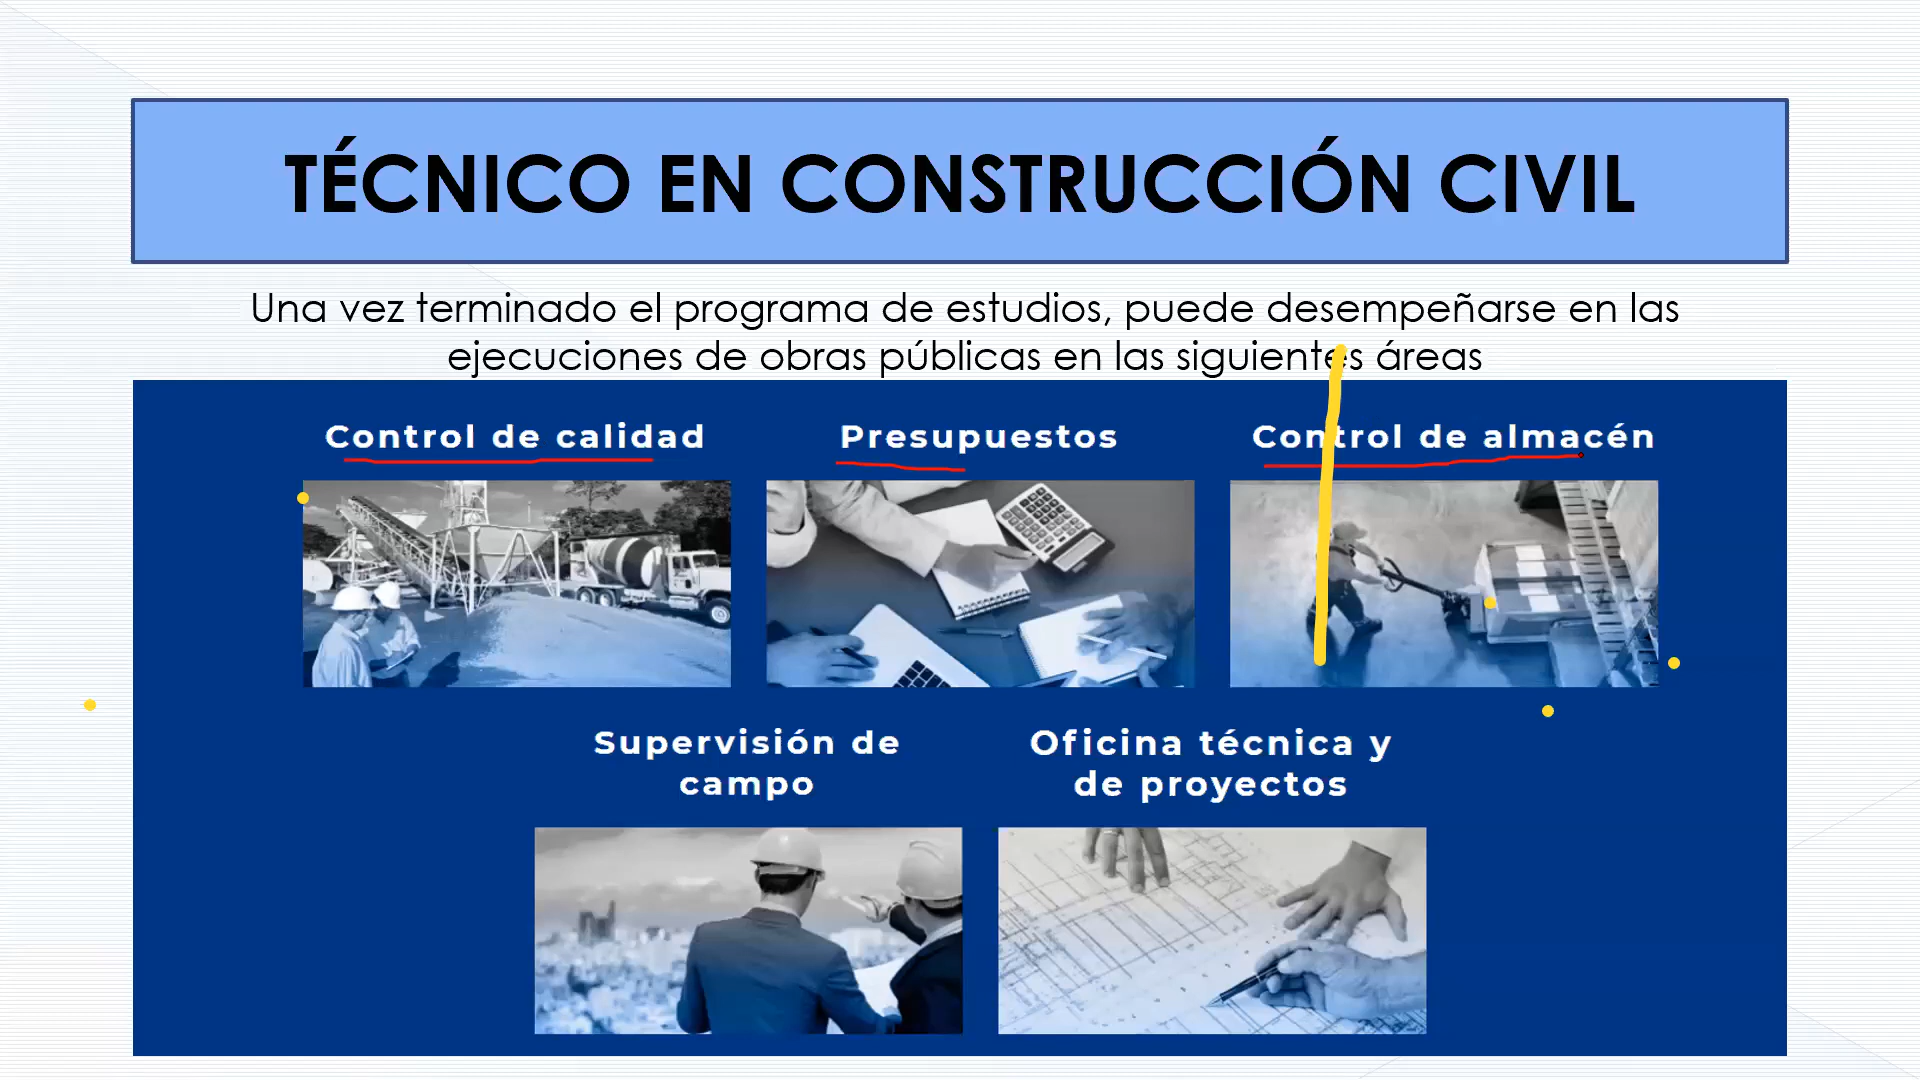 TÉCNICO EN CONSTRUCCIÓN CIVIL
Una vez terminado el programa de estudios, puede desempeñarse en las
ejecuciones de obras públicas en las siguientes áreas
Control de calidad
Presupuestos
Control de almacén
Supervisión de
campo
Oficina técnica y
de proyectos